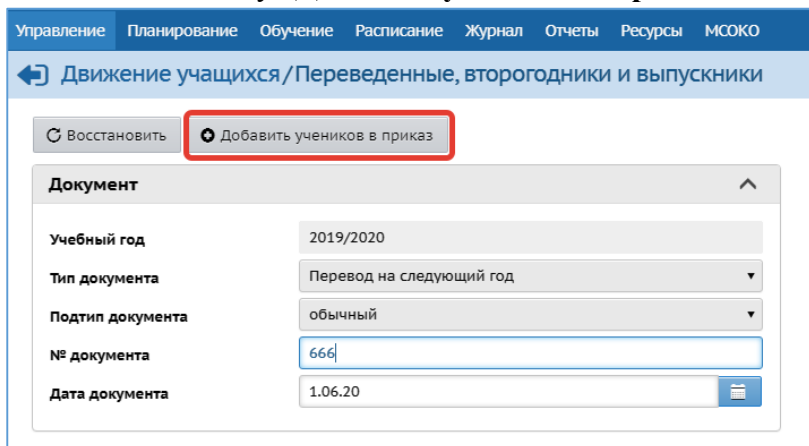 Управление Планирование Обучение Расписание Журнал Отчеты Ресурсы МСОКО
Движение учащихся/Переведенные, второгодники и выпускники
Восстановить Добавить учеников в приказ
Документ
Учебный год 2019/2020
Тип документа Перевод на следующий год
Подтип документа обычный
№ документа 666
Дата документа 1.06.20